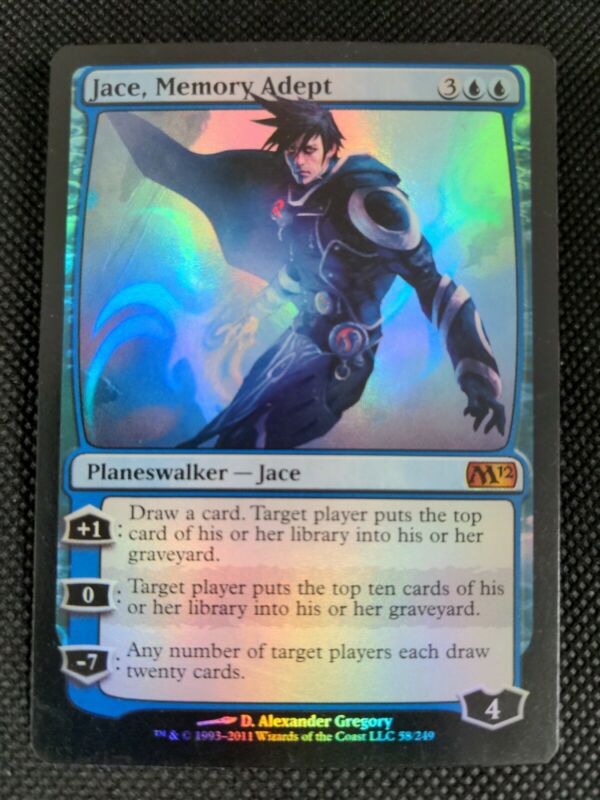 Jace, Memory Adept 3
Planeswalker — Jace M12
+1: Draw a card. Target player puts the top
card of his or her library into his or her
graveyard.
0: Target player puts the top ten cards of his
or her library into his or her graveyard.
-7: Any number of target players each draw
twenty cards.
4
D. Alexander Gregory
™ & © 1993–2011 Wizards of the Coast LLC 58/249